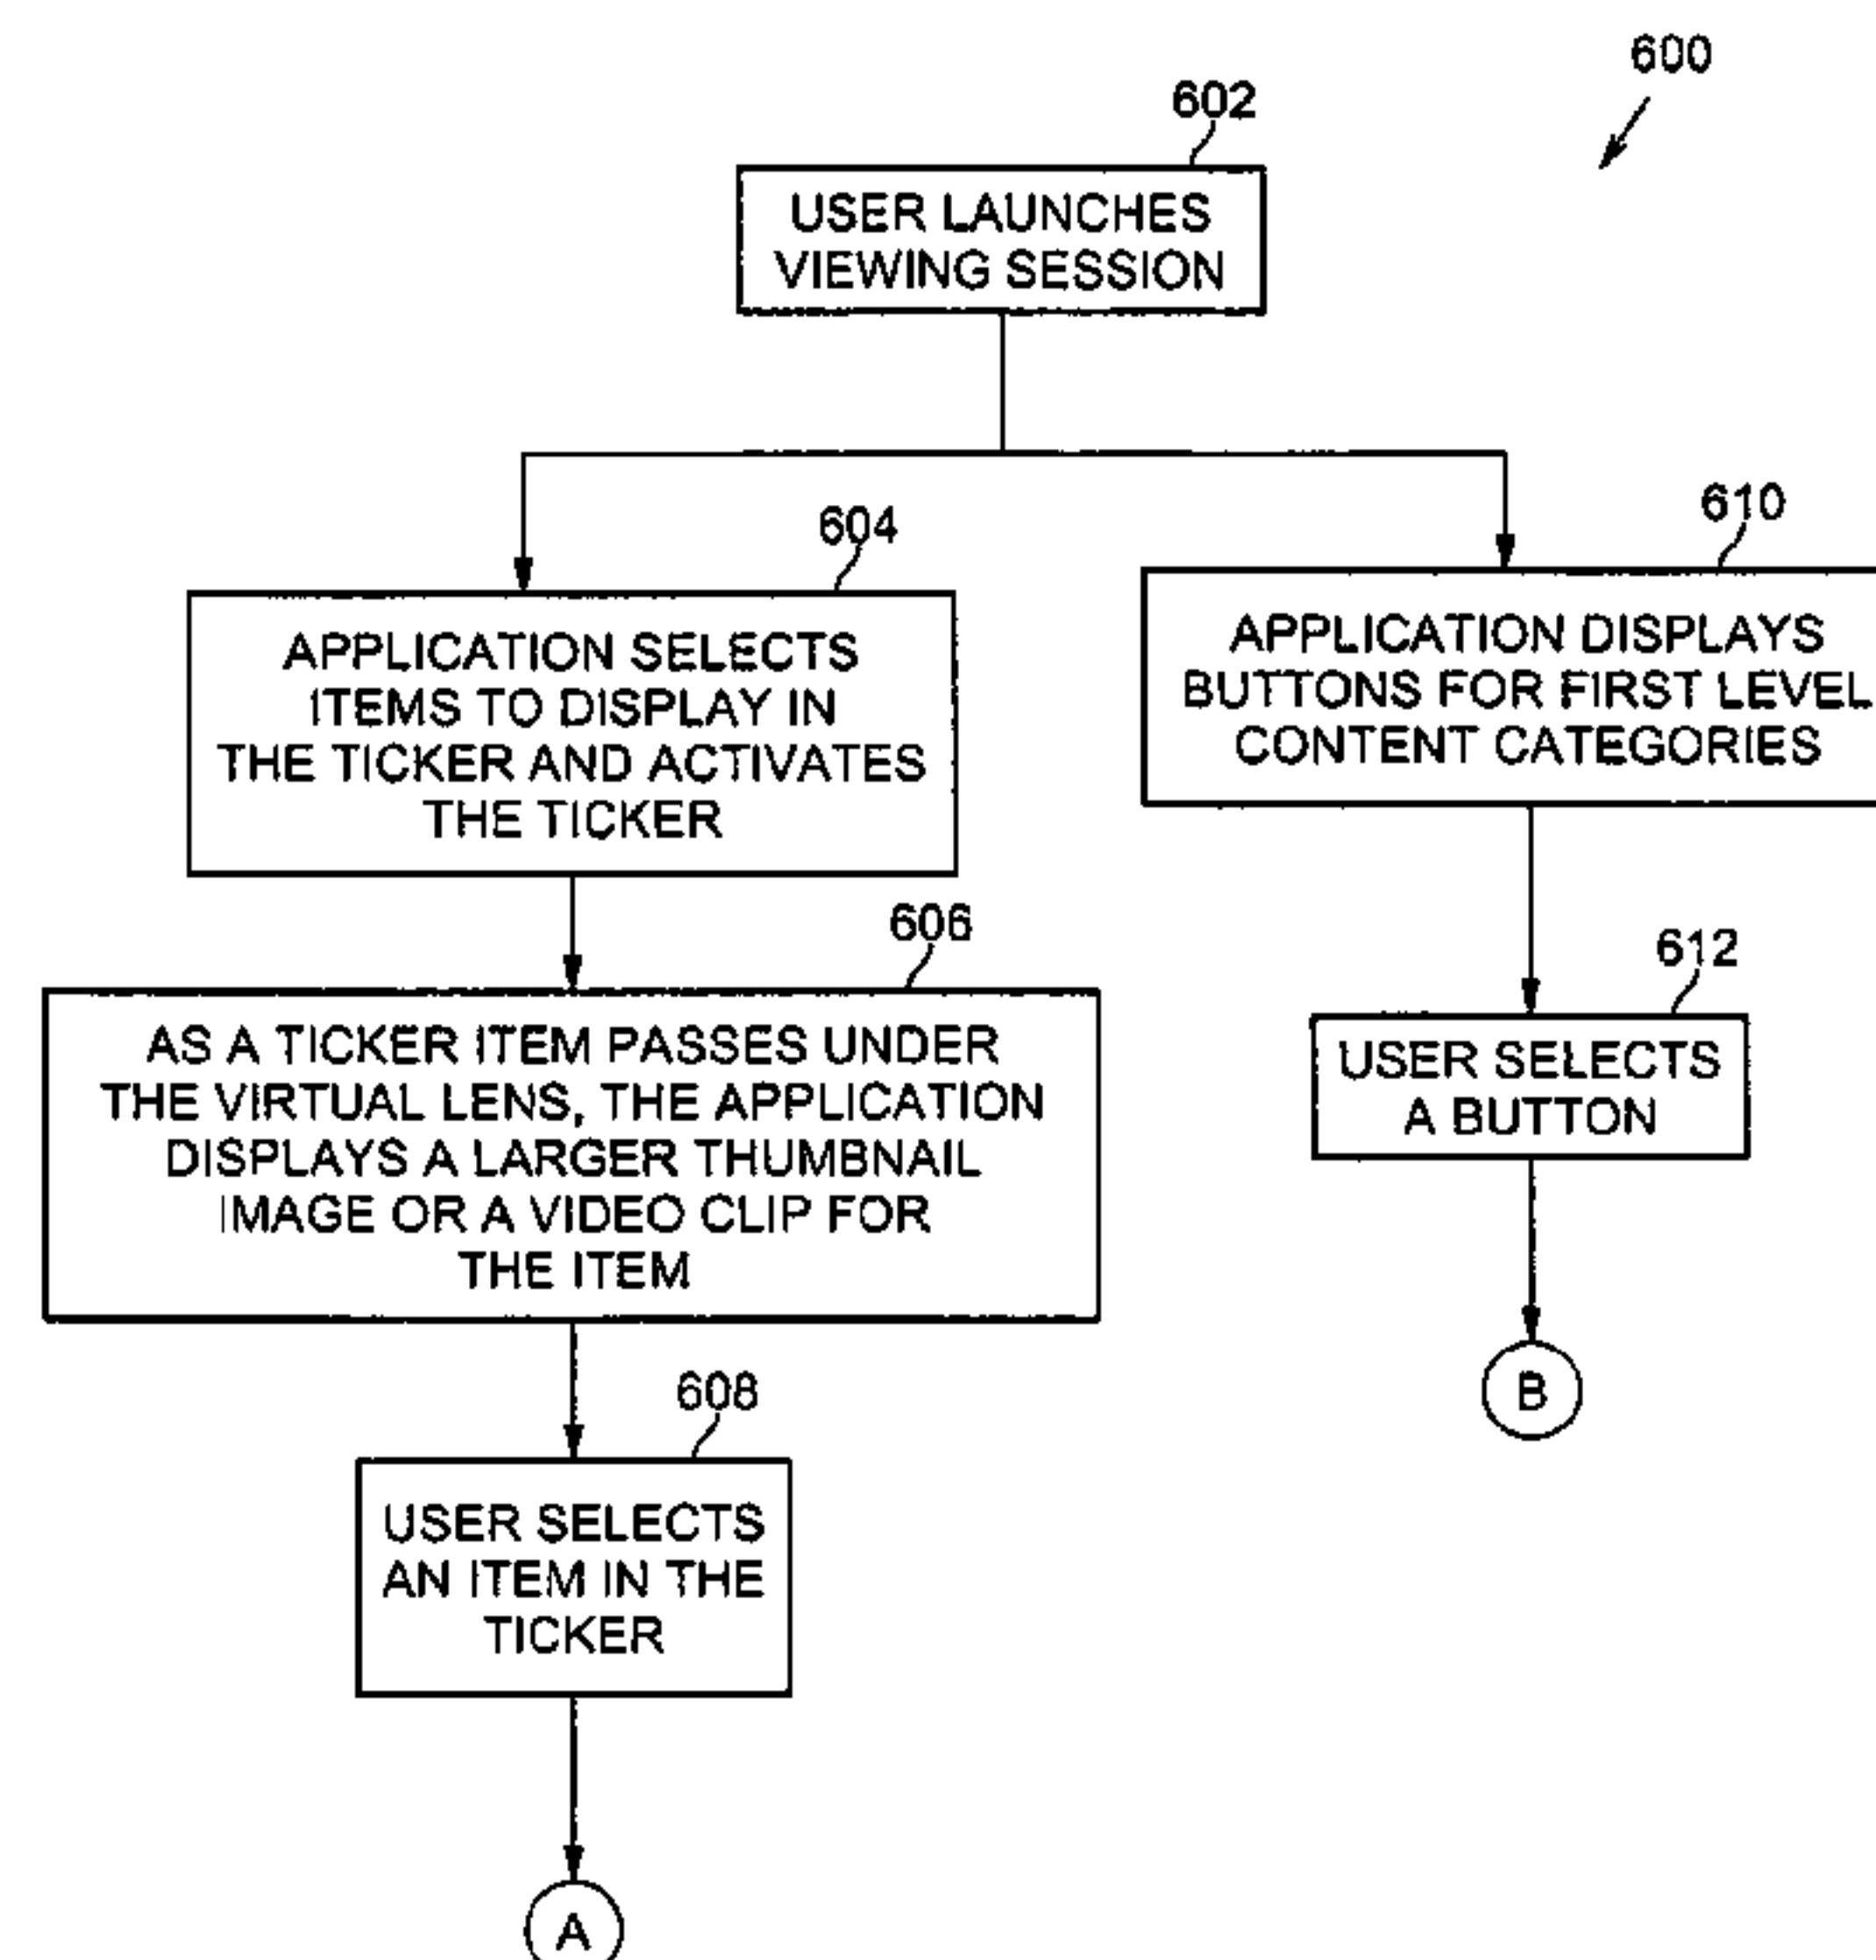 600
602
USER LAUNCHES
VIEWING SESSION
604
APPLICATION SELECTS
ITEMS TO DISPLAY IN
THE TICKER AND ACTIVATES
THE TICKER
610
APPLICATION DISPLAYS
BUTTONS FOR FIRST LEVEL
CONTENT CATEGORIES
606
AS A TICKER ITEM PASSES UNDER
THE VIRTUAL LENS, THE APPLICATION
DISPLAYS A LARGER THUMBNAIL
IMAGE OR A VIDEO CLIP FOR
THE ITEM
612
USER SELECTS
A BUTTON
B
608
USER SELECTS
AN ITEM IN THE
TICKER
A